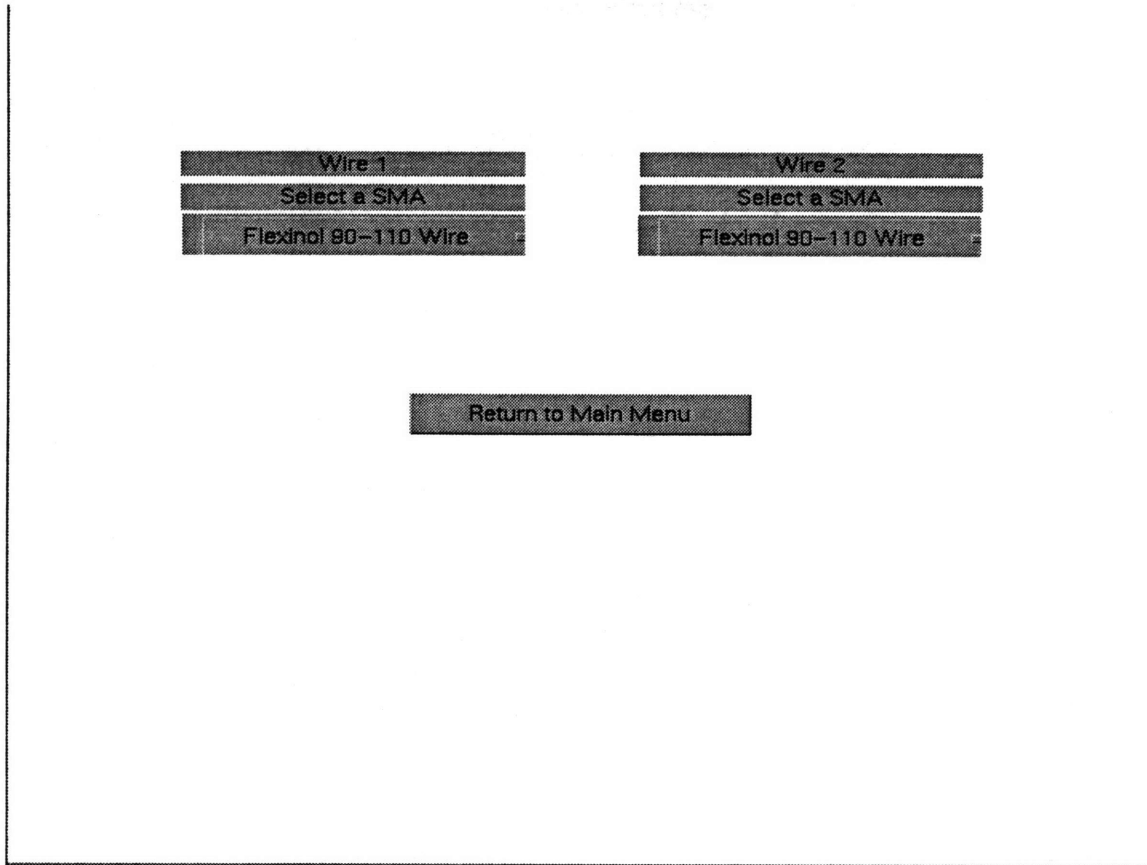 Wire 1
Select a SMA
Flexinol 90–110 Wire
Wire 2
Select a SMA
Flexinol 90–110 Wire
Return to Main Menu